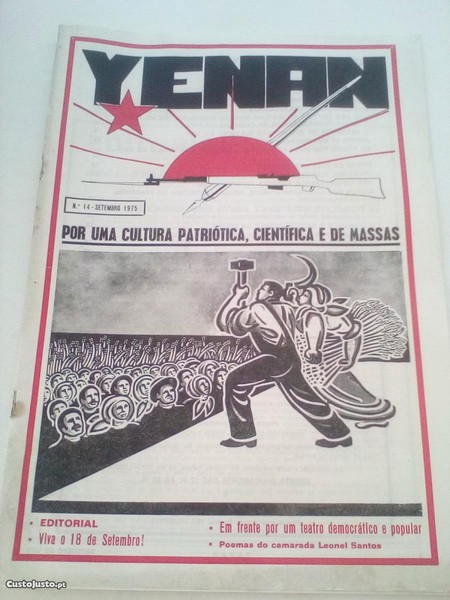 YENAN
N.º 14 - SETEMBRO 1975
POR UMA CULTURA PATRIÓTICA, CIENTÍFICA E DE MASSAS
• EDITORIAL
• Viva o 18 de Setembro!
• Em frente por um teatro democrático e popular
• Poemas do camarada Leonel Santos
CustoJusto.pt